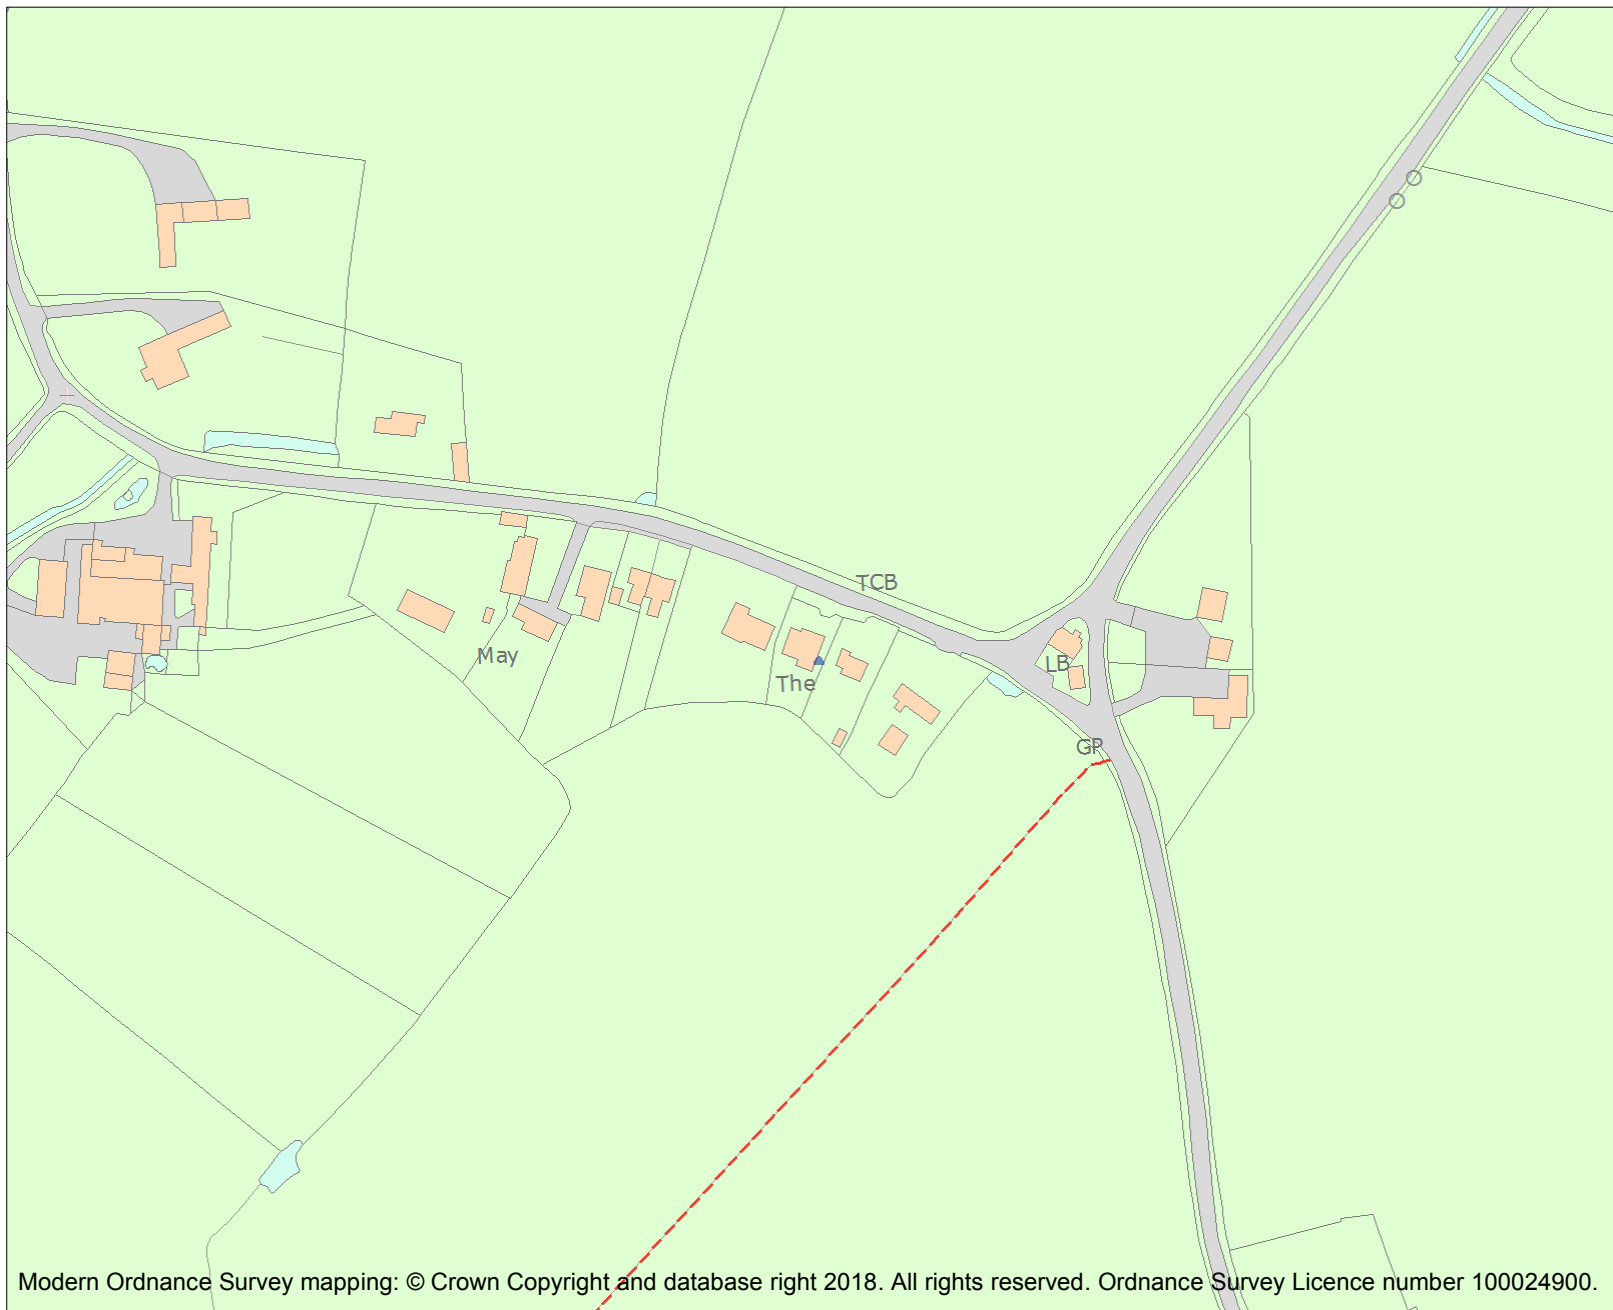 TCB
May
LB
The
GP
Modern Ordnance Survey mapping: © Crown Copyright and database right 2018. All rights reserved. Ordnance Survey Licence number 100024900.